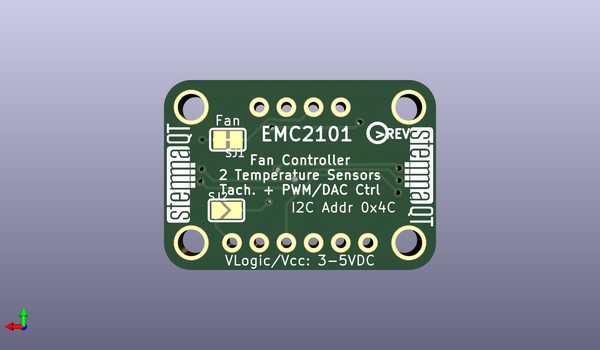 Fan
EMC2101
REV
SJ1
Fan Controller
2 Temperature Sensors
Tach. + PWM/DAC Ctrl
SJ2
I2C Addr 0x4C
VLogic/Vcc: 3-5VDC
stemmaQT
stemmaQT